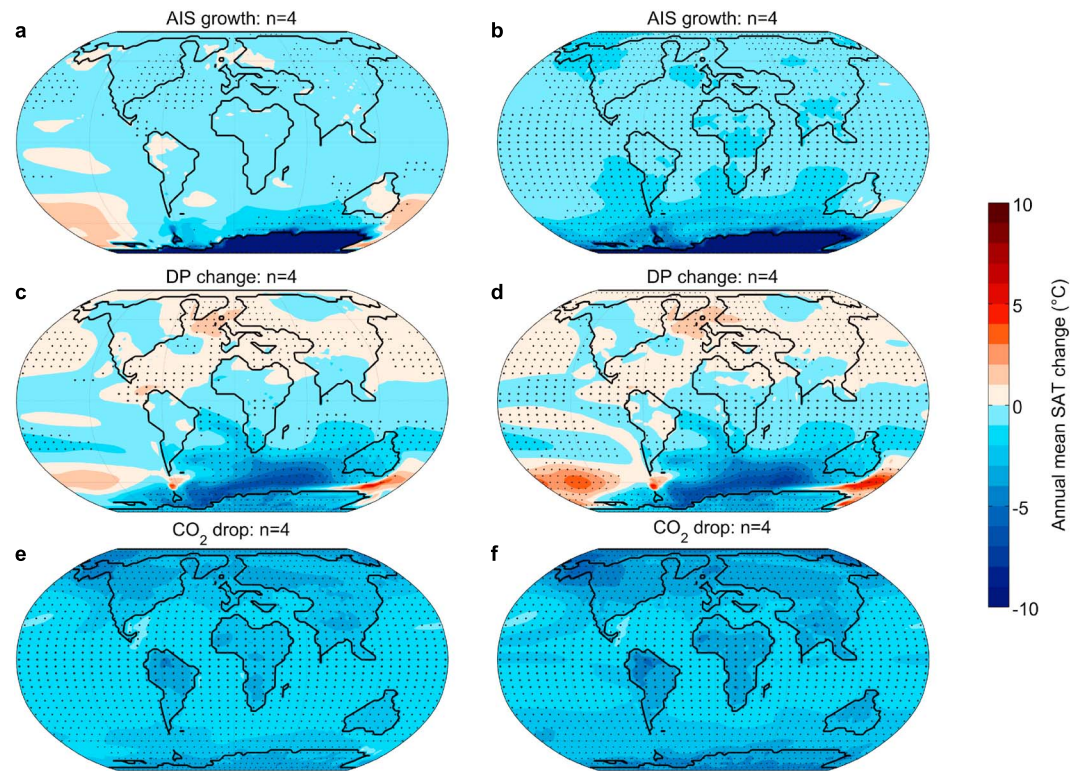 AIS growth: n=4
a
AIS growth: n=4
b
DP change: n=4
c
DP change: n=4
d
CO₂ drop: n=4
e
CO₂ drop: n=4
f
10
5
0
-5
-10
Annual mean SAT change (°C)